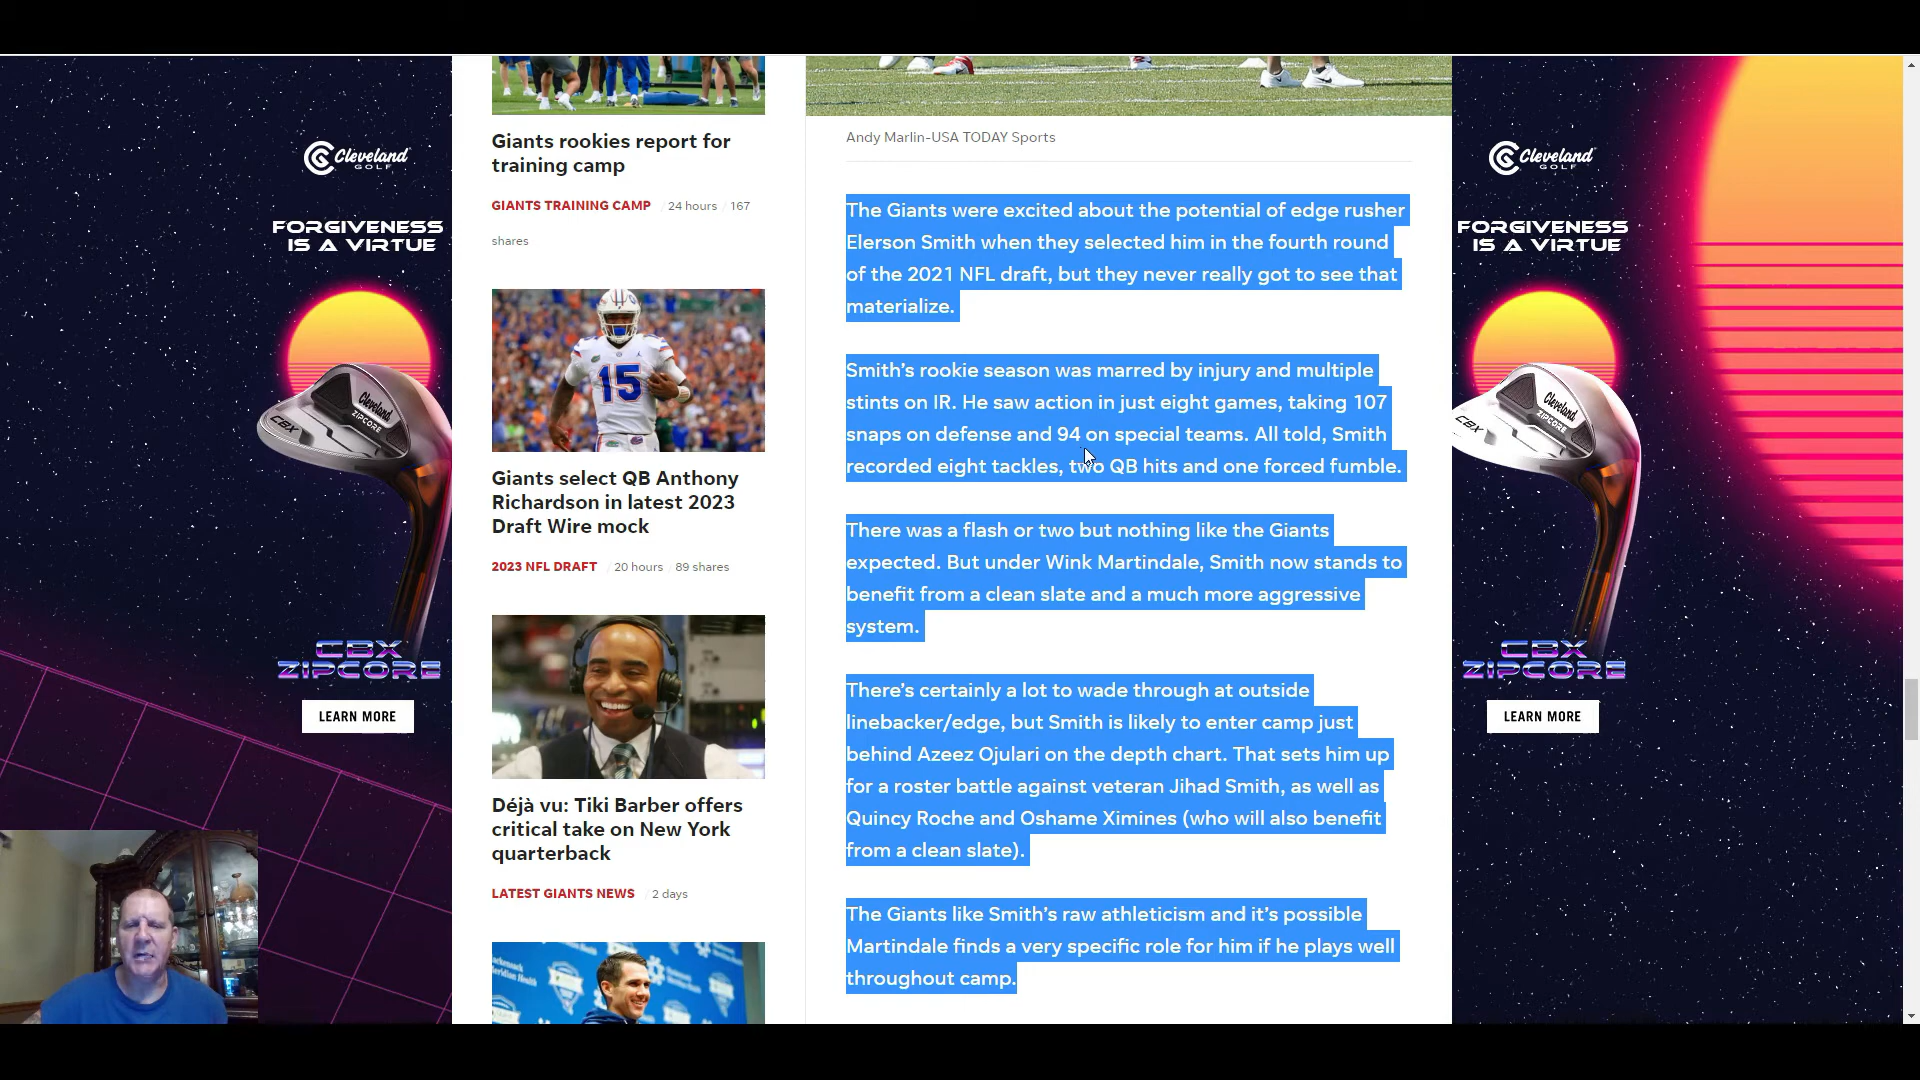 Cleveland
GOLF
FORGIVENESS
IS A VIRTUE
Cleveland
ZIPCORE
CBX
CBX
ZIPCORE
LEARN MORE
Giants rookies report for
training camp
GIANTS TRAINING CAMP / 24 hours / 167
shares
15
Giants select QB Anthony
Richardson in latest 2023
Draft Wire mock
2023 NFL DRAFT / 20 hours / 89 shares
Déjà vu: Tiki Barber offers
critical take on New York
quarterback
LATEST GIANTS NEWS / 2 days
Andy Marlin-USA TODAY Sports
The Giants were excited about the potential of edge rusher
Elerson Smith when they selected him in the fourth round
of the 2021 NFL draft, but they never really got to see that
materialize.
Smith’s rookie season was marred by injury and multiple
stints on IR. He saw action in just eight games, taking 107
snaps on defense and 94 on special teams. All told, Smith
recorded eight tackles, two QB hits and one forced fumble.
There was a flash or two but nothing like the Giants
expected. But under Wink Martindale, Smith now stands to
benefit from a clean slate and a much more aggressive
system.
There’s certainly a lot to wade through at outside
linebacker/edge, but Smith is likely to enter camp just
behind Azeez Ojulari on the depth chart. That sets him up
for a roster battle against veteran Jihad Smith, as well as
Quincy Roche and Oshame Ximines (who will also benefit
from a clean slate).
The Giants like Smith’s raw athleticism and it’s possible
Martindale finds a very specific role for him if he plays well
throughout camp.
Cleveland
GOLF
FORGIVENESS
IS A VIRTUE
Cleveland
ZIPCORE
CBX
CBX
ZIPCORE
LEARN MORE